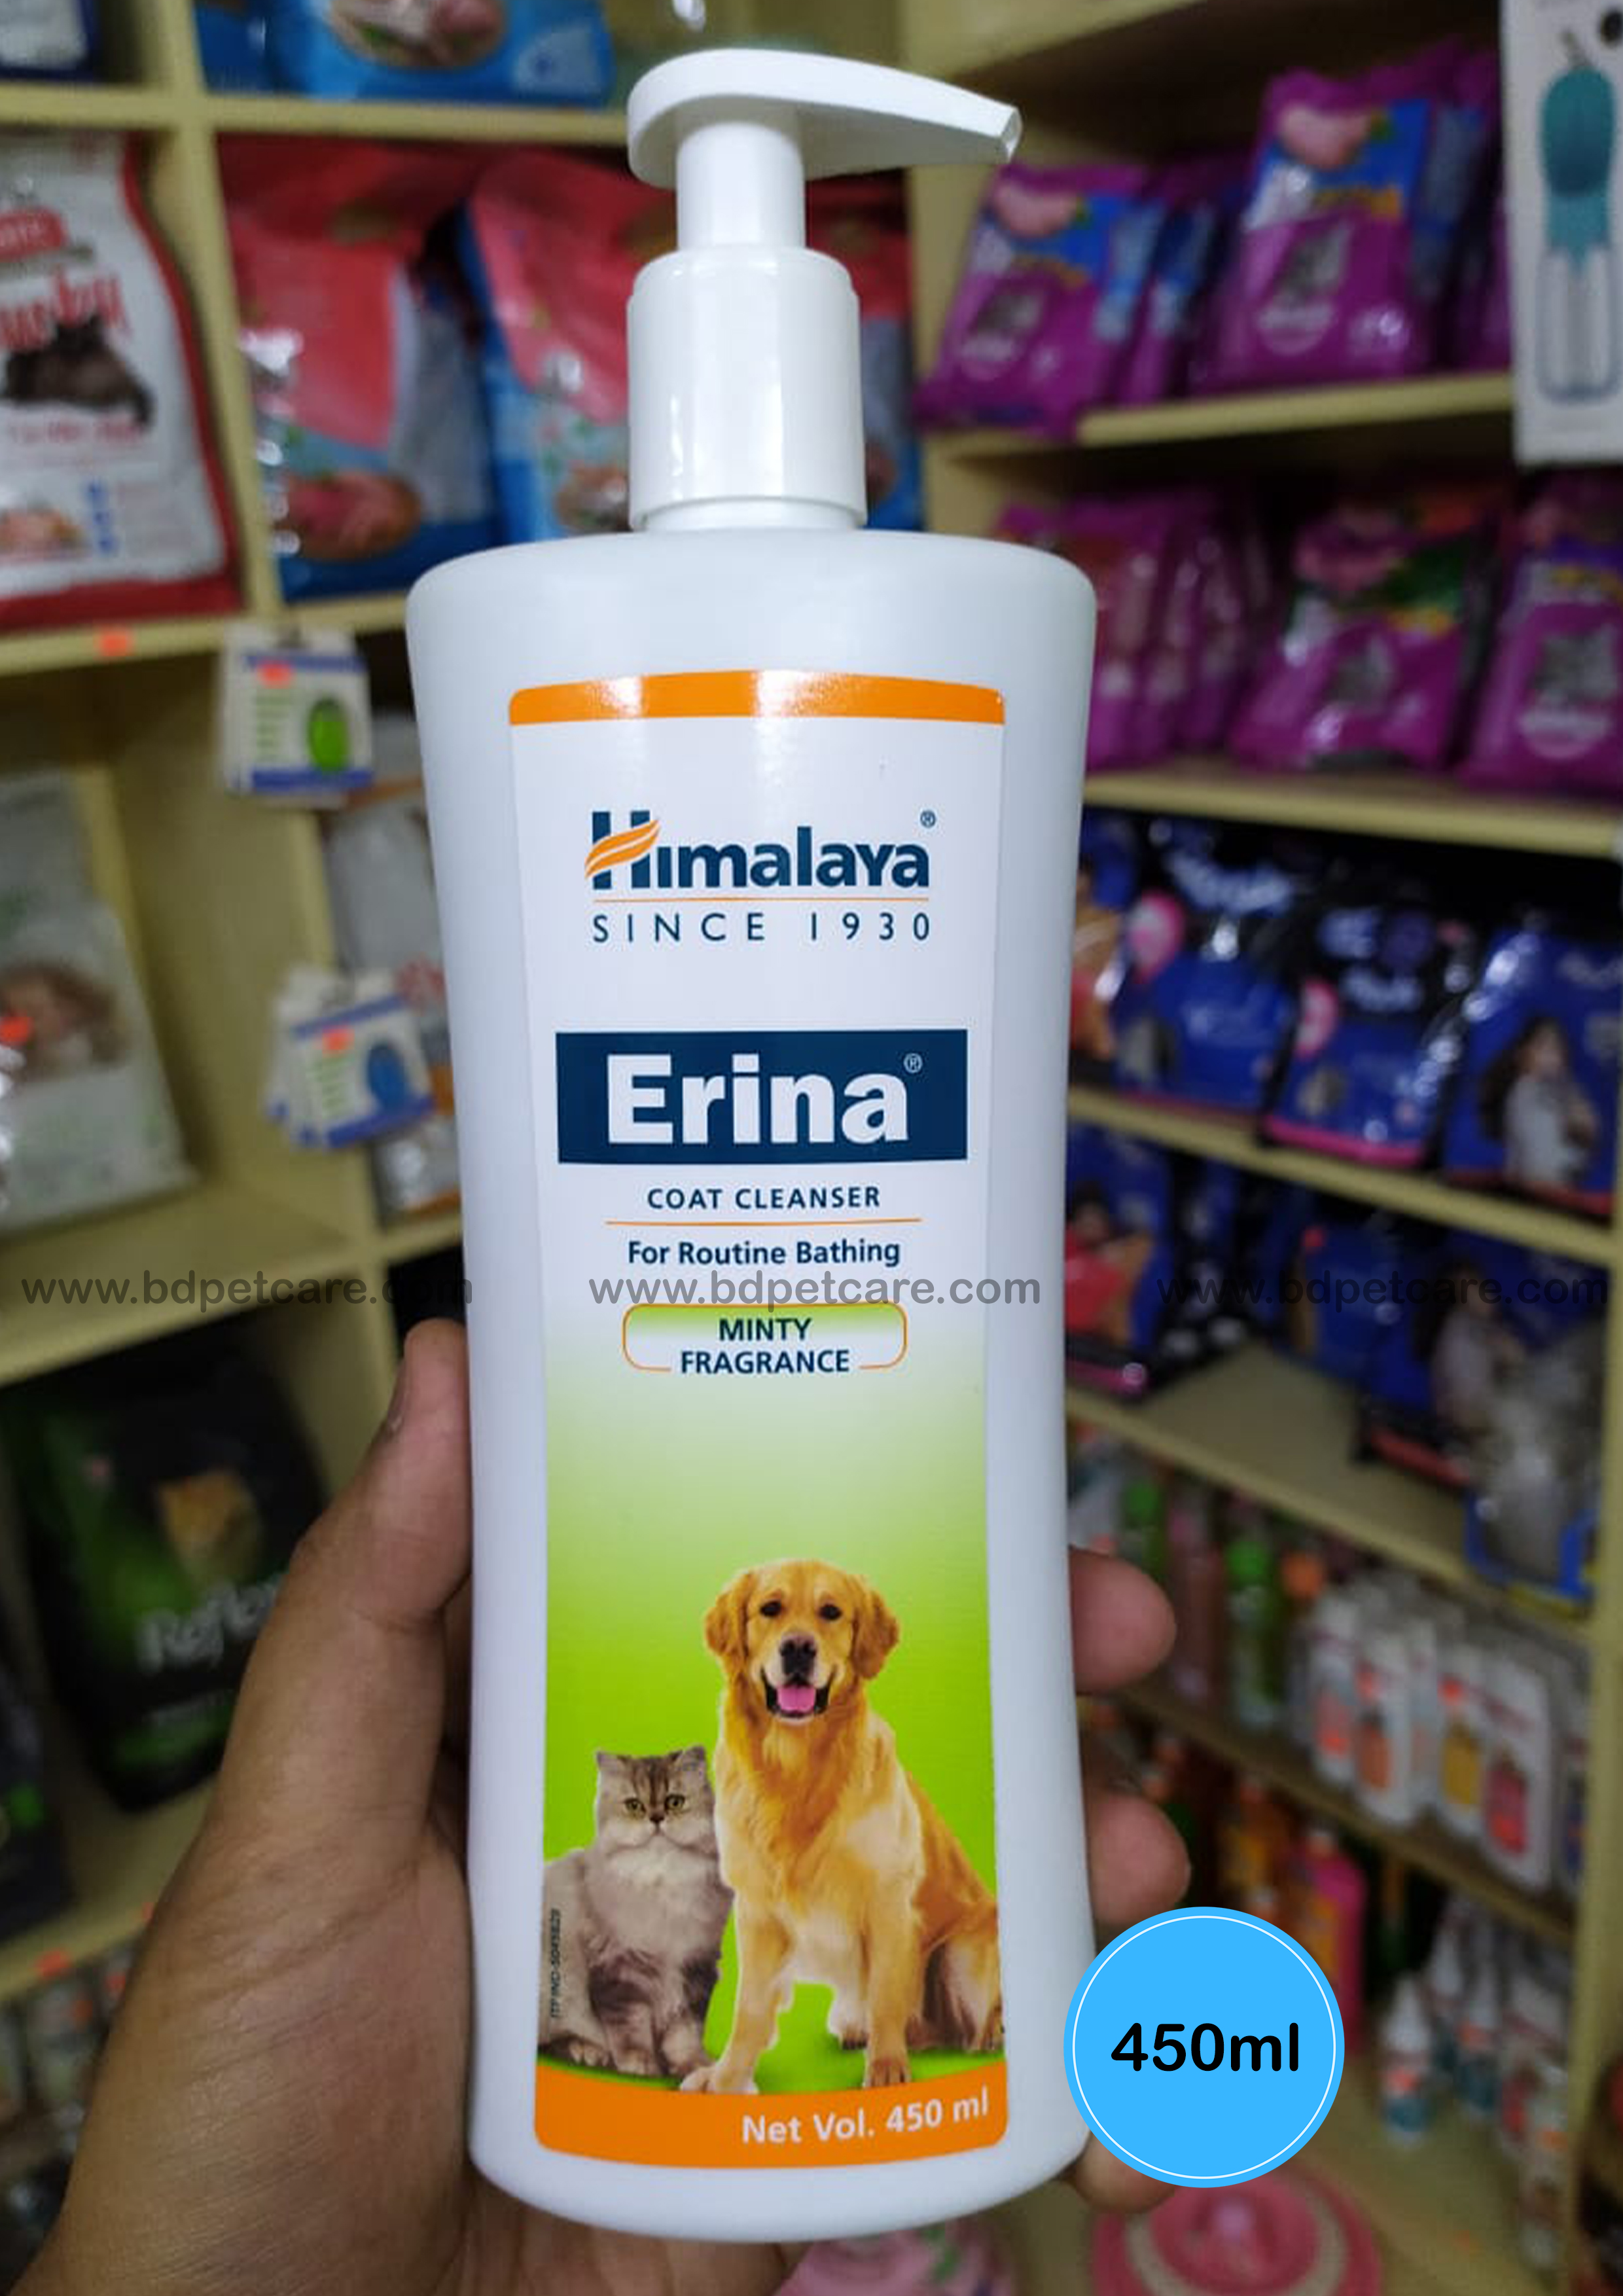 Himalaya®
SINCE 1930
Erina®
COAT CLEANSER
For Routine Bathing
www.bdpetcare.com www.bdpetcare.com www.bdpetcare.com
MINTY
FRAGRANCE
450ml
Net Vol. 450 ml